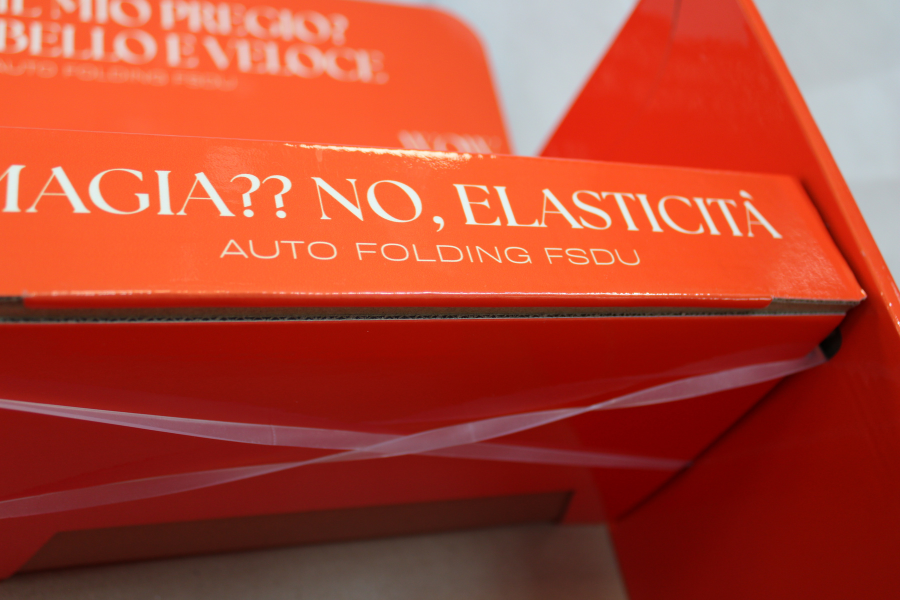 IL MIO PREGIO?
BELLO E VELOCE
AUTO FOLDING FSDU
MAGIA?? NO, ELASTICITÀ
AUTO FOLDING FSDU